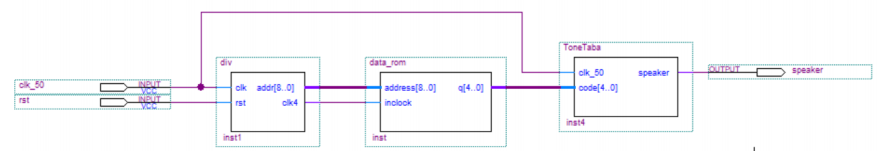 ToneTaba
div
data_rom
clk_50 speaker
OUTPUT speaker
clk_50 INPUT
VCC
clk addr[8..0]
address[8..0] q[4..0]
code[4..0]
rst INPUT
VCC
rst clk4
inclock
inst4
inst1
inst